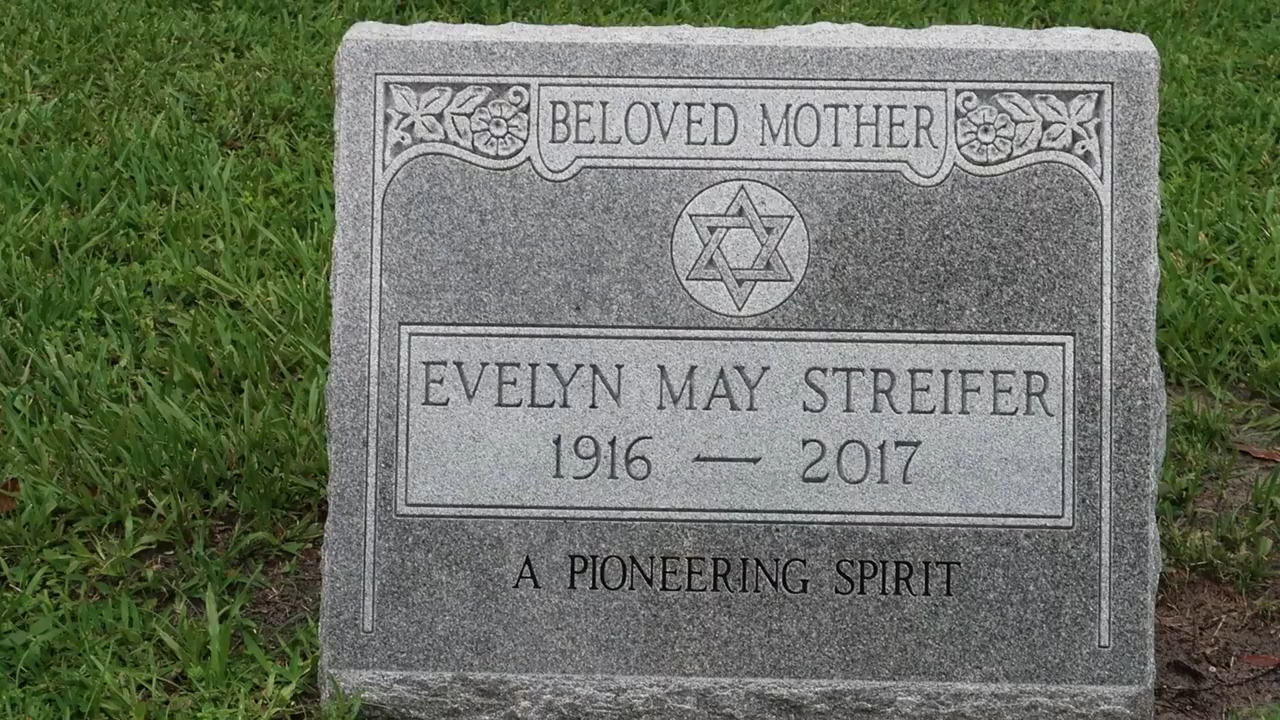 BELOVED MOTHER
EVELYN MAY STREIFER
1916 — 2017
A PIONEERING SPIRIT